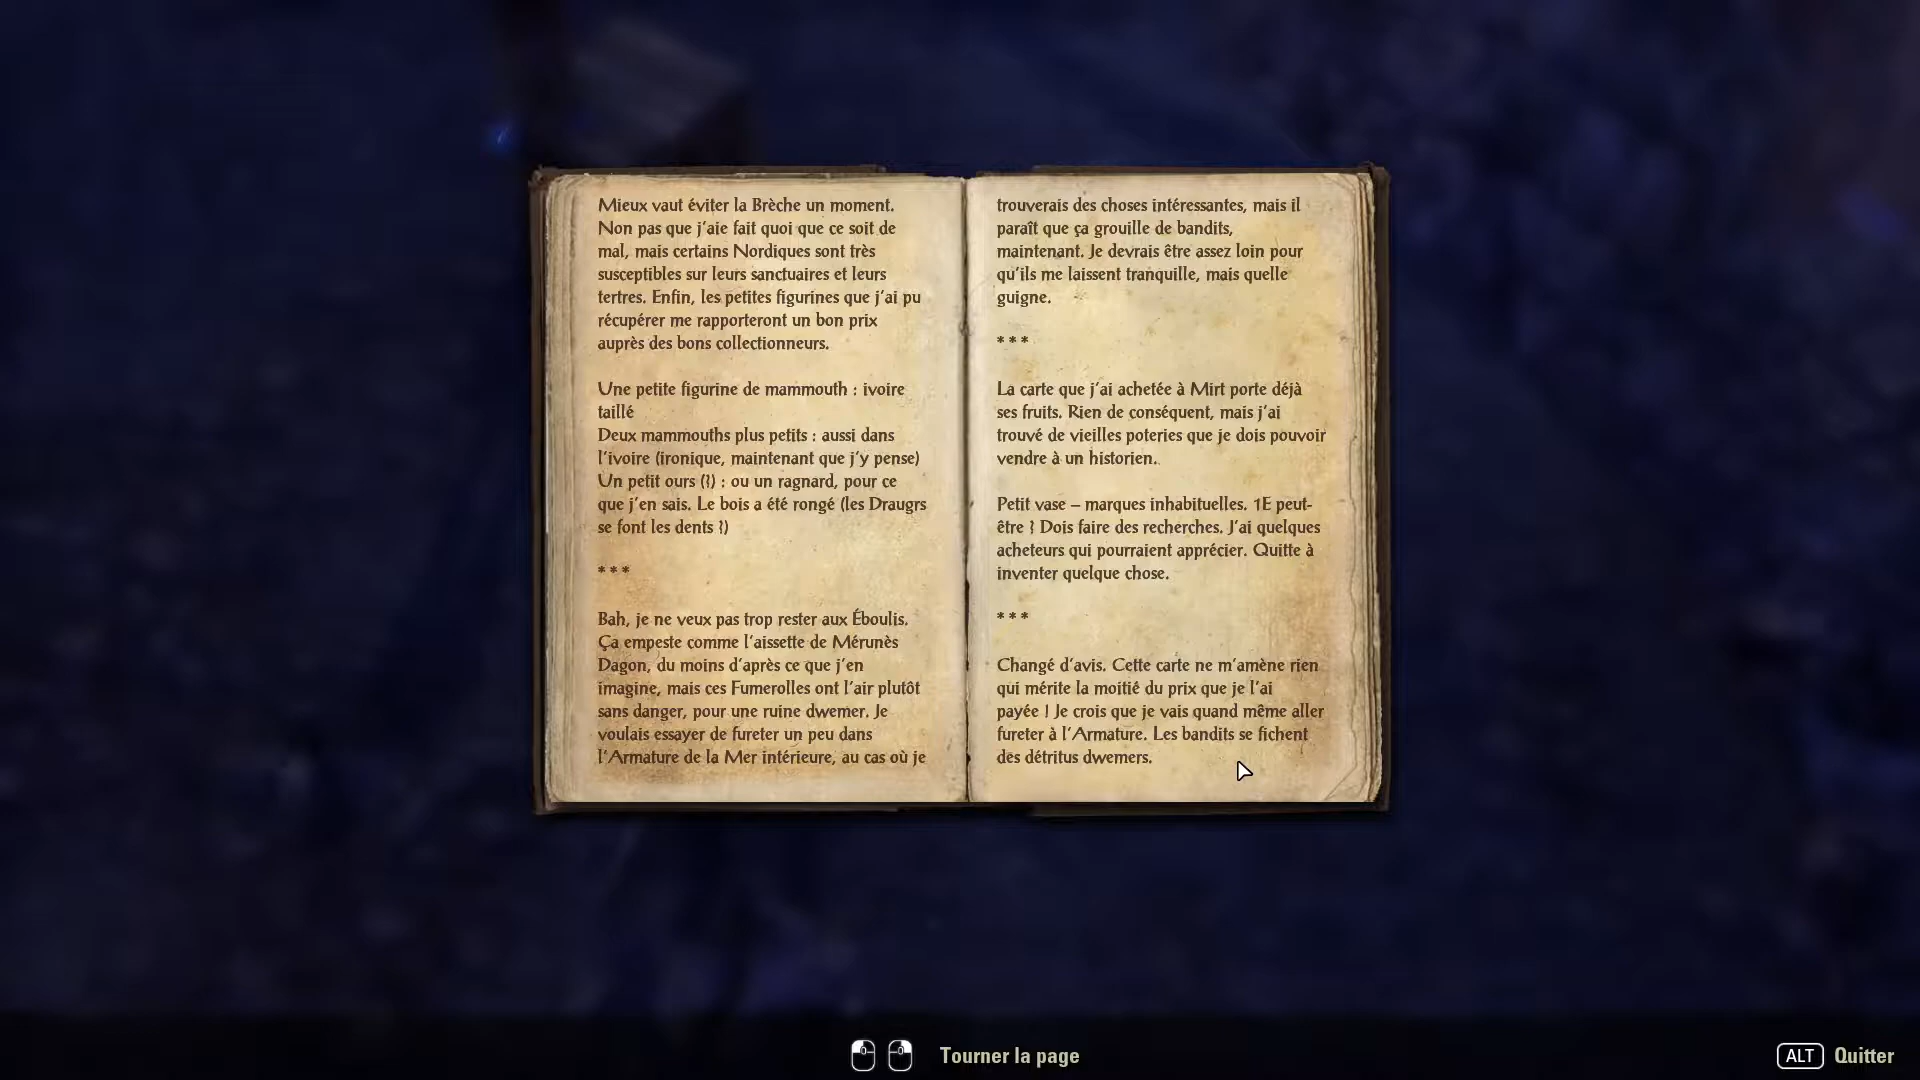 Mieux vaut éviter la Brèche un moment.
Non pas que j'aie fait quoi que ce soit de
mal, mais certains Nordiques sont très
susceptibles sur leurs sanctuaires et leurs
tertres. Enfin, les petites figurines que j'ai pu
récupérer me rapporteront un bon prix
auprès des bons collectionneurs.
Une petite figurine de mammouth : ivoire
taillé
Deux mammouths plus petits : aussi dans
l'ivoire (ironique, maintenant que j'y pense)
Un petit ours (?) : ou un ragnard, pour ce
que j'en sais. Le bois a été rongé (les Draugrs
se font les dents ?)
* * *
Bah, je ne veux pas trop rester aux Éboulis.
Ça empeste comme l'aissette de Mérunès
Dagon, du moins d'après ce que j'en
imagine, mais ces Fumerolles ont l'air plutôt
sans danger, pour une ruine dwemer. Je
voulais essayer de fureter un peu dans
l'Armature de la Mer intérieure, au cas où je
trouverais des choses intéressantes, mais il
paraît que ça grouille de bandits,
maintenant. Je devrais être assez loin pour
qu'ils me laissent tranquille, mais quelle
guigne.
* * *
La carte que j'ai achetée à Mirt porte déjà
ses fruits. Rien de conséquent, mais j'ai
trouvé de vieilles poteries que je dois pouvoir
vendre à un historien.
Petit vase – marques inhabituelles. 1E peut-
être ? Dois faire des recherches. J'ai quelques
acheteurs qui pourraient apprécier. Quitte à
inventer quelque chose.
* * *
Changé d'avis. Cette carte ne m'amène rien
qui mérite la moitié du prix que je l'ai
payée ! Je crois que je vais quand même aller
fureter à l'Armature. Les bandits se fichent
des détritus dwemers.
Tourner la page
ALT Quitter